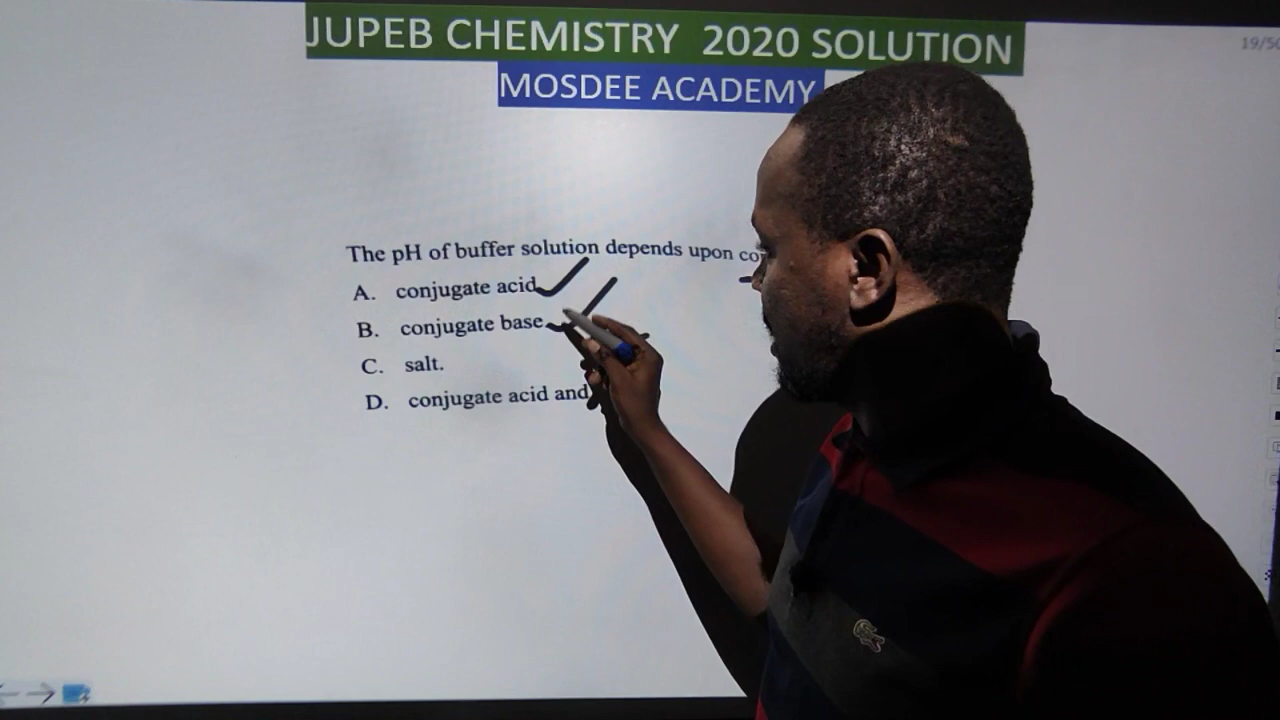 JUPEB CHEMISTRY 2020 SOLUTION
MOSDEE ACADEMY
The pH of buffer solution depends upon
A. conjugate acid
B. conjugate base
C. salt.
D. conjugate acid and